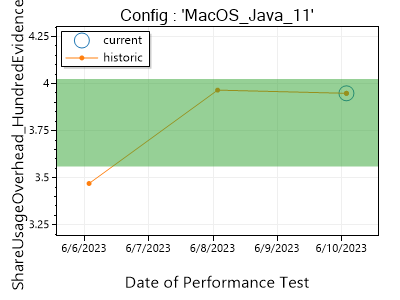 Config : 'MacOS_Java_11'
ShareUsageOverhead_HundredEvidence
current
historic
4.25
4
3.75
3.5
3.25
6/6/2023
6/7/2023
6/8/2023
6/9/2023
6/10/2023
Date of Performance Test